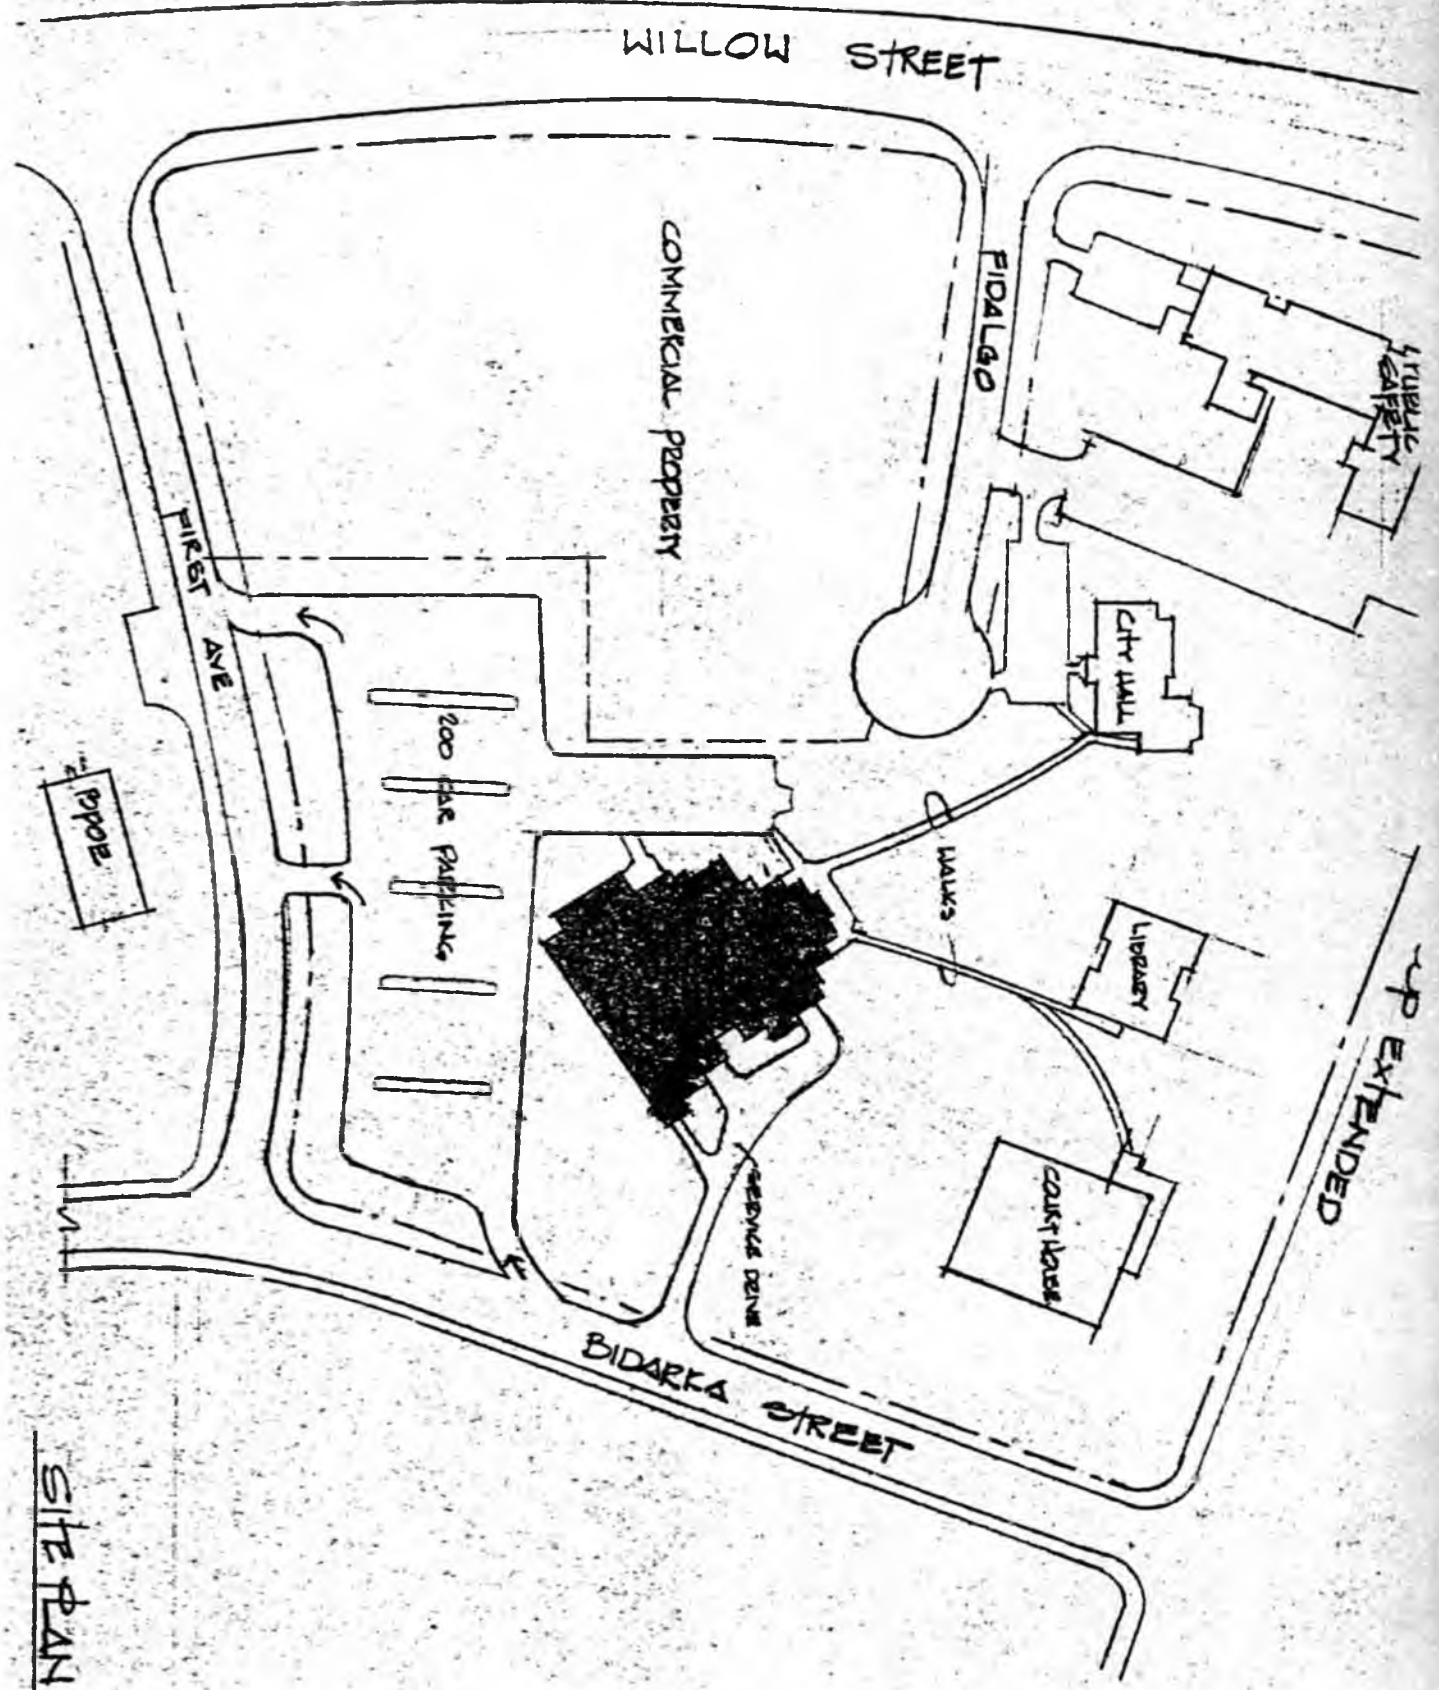 WILLOW STREET
COMMERCIAL PROPERTY
FIDALGO
SAFETY
CITY HALL
FIRST AVE
200 CAR PARKING
WALKS
LIBRARY
EXTENDED
COURTHOUSE
SERVICE DRIVE
BIDARKA STREET
SITE PLAN